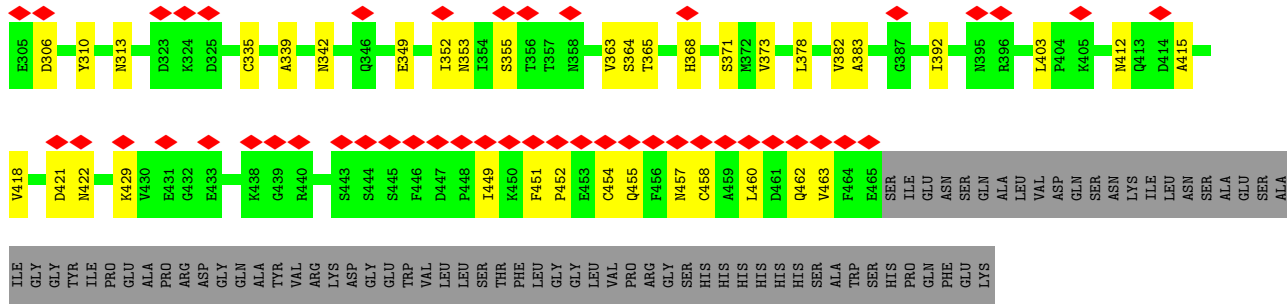 E305 D306 Y310 N313 D323 K324 D325 C335 A339 N342 Q346 E349 I352 N353 I354 S355 T356 T357 N358 V363 S364 T365 H368 S371 M372 V373 L378 V382 A383 G387 I392 N395 R396 L403 P404 K405 N412 Q413 D414 A415
V418 D421 N422 K429 V430 E431 G432 E433 K438 G439 R440 S443 S444 S445 F446 D447 P448 I449 K450 F451 P452 E453 C454 Q455 F456 N457 C458 A459 L460 D461 Q462 V463 F464 E465 SER ILE GLU ASN SER GLN ALA LEU VAL ASP GLN SER ASN LYS ILE LEU ASN SER ALA GLU SER ALA
ILE GLY GLY TYR ILE PRO GLU ALA PRO ARG ASP GLY GLN ALA TYR VAL ARG LYS ASP GLY GLU TRP VAL LEU LEU SER THR PHE LEU GLY GLY LEU VAL PRO ARG GLY SER HIS HIS HIS HIS HIS HIS SER ALA TRP SER HIS PRO GLN PHE GLU LYS